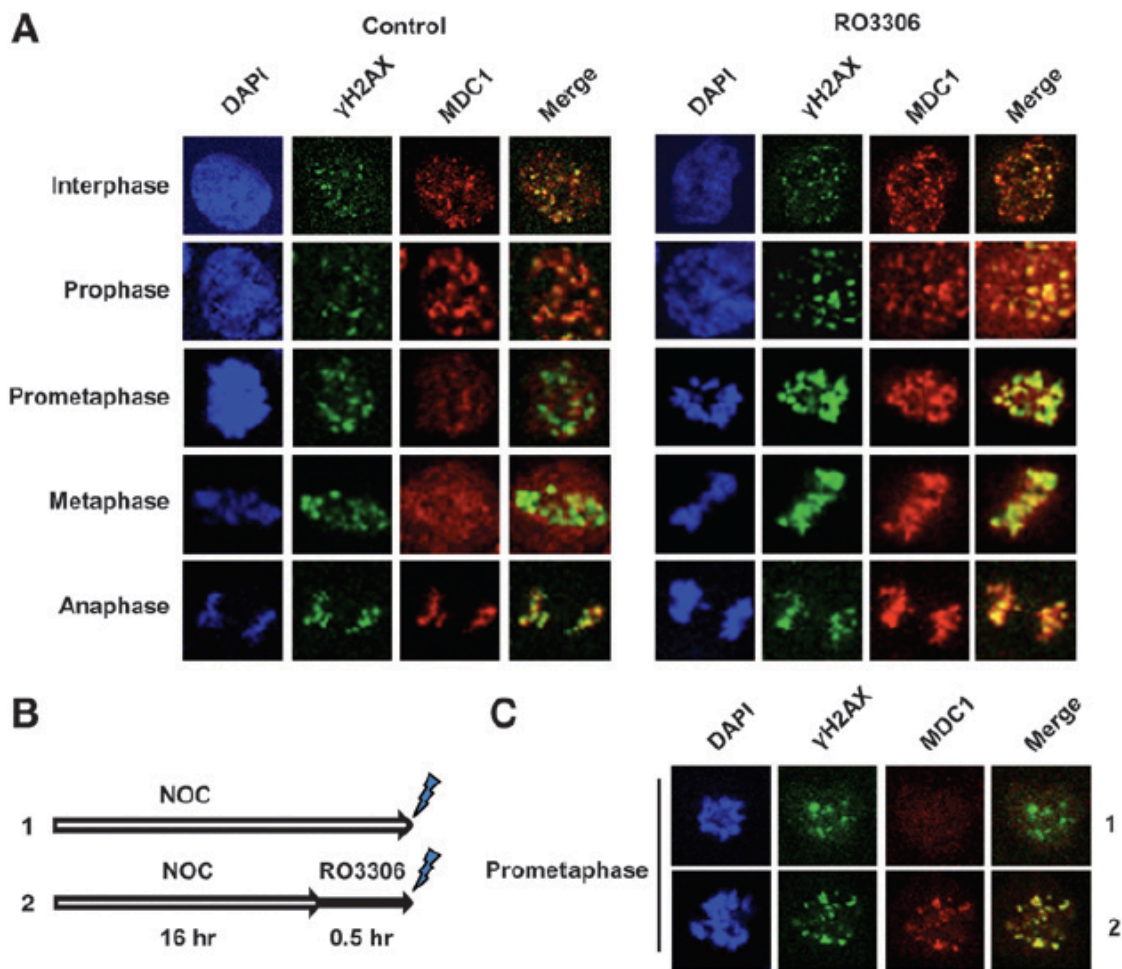 A
Control
RO3306
DAPI γH2AX MDC1 Merge
DAPI γH2AX MDC1 Merge
Interphase
Prophase
Prometaphase
Metaphase
Anaphase
B
NOC
1
NOC RO3306
2
16 hr 0.5 hr
C
DAPI γH2AX MDC1 Merge
1
Prometaphase
2